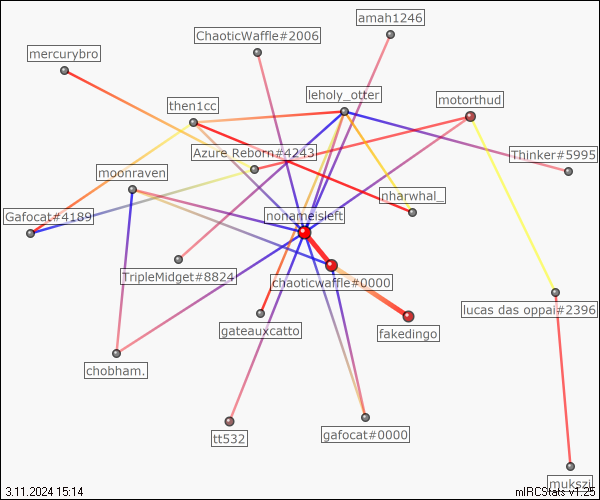 amah1246
ChaoticWaffle#2006
mercurybro
leholy_otter
motorthud
then1cc
Azure Reborn#4243
Thinker#5995
moonraven
nharwhal_
Gafocat#4189
nonameisleft
TripleMidget#8824
chaoticwaffle#0000
lucas das oppai#2396
gateauxcatto
fakedingo
chobham.
tt532
gafocat#0000
mukszi
3.11.2024 15:14
mIRCStats v1.25